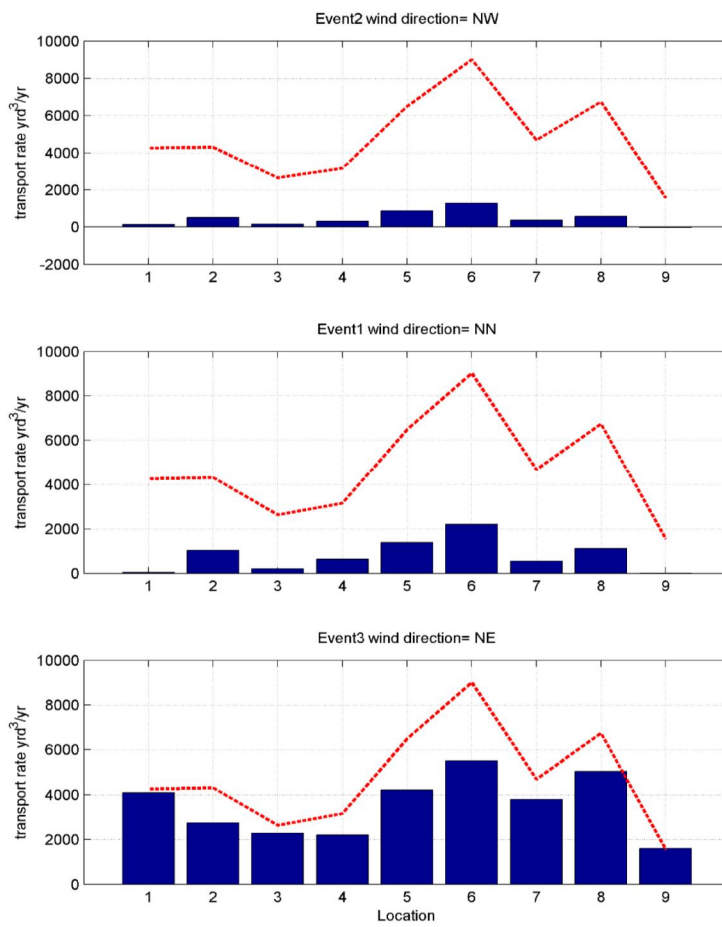 Event2 wind direction= NW
transport rate yrd³/yr
10000
8000
6000
4000
2000
0
-2000
1 2 3 4 5 6 7 8 9
Event1 wind direction= NN
transport rate yrd³/yr
10000
8000
6000
4000
2000
0
1 2 3 4 5 6 7 8 9
Event3 wind direction= NE
transport rate yrd³/yr
10000
8000
6000
4000
2000
0
1 2 3 4 5 6 7 8 9
Location